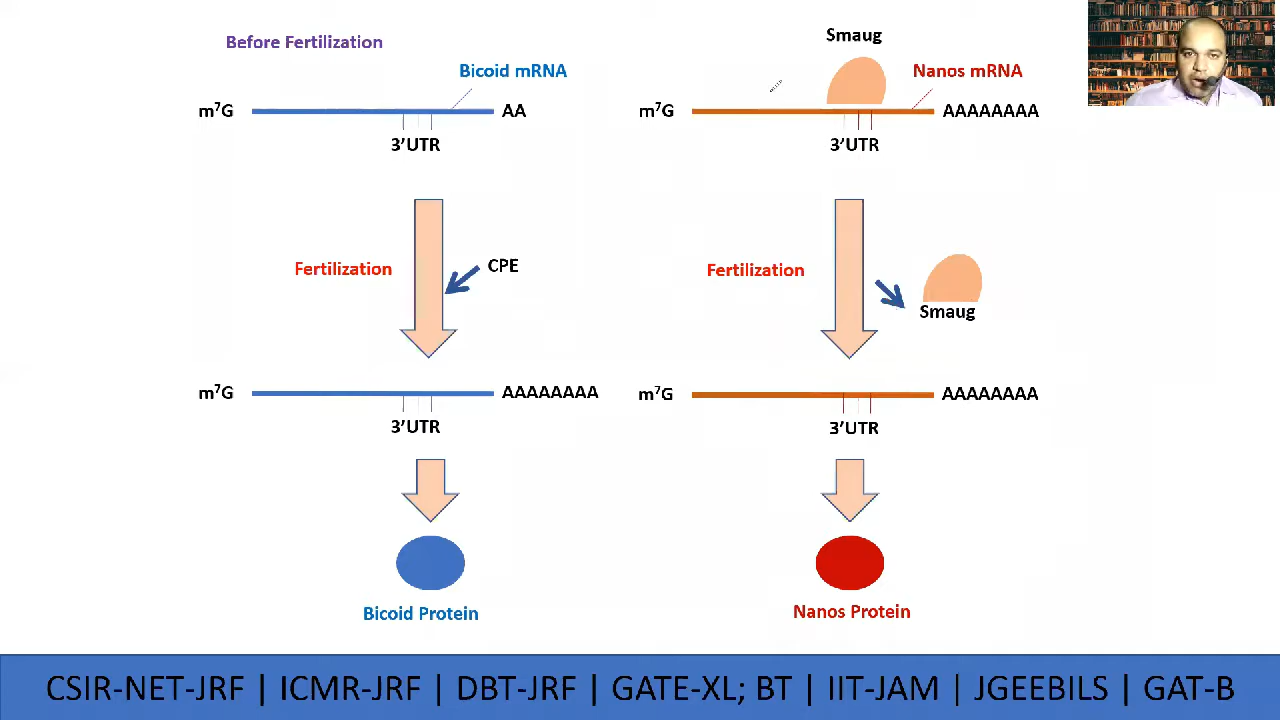 Before Fertilization
Smaug
Bicoid mRNA
Nanos mRNA
m⁷G
AA
m⁷G
AAAAAAAA
3'UTR
3'UTR
Fertilization
CPE
Fertilization
Smaug
m⁷G
AAAAAAAA
m⁷G
AAAAAAAA
3'UTR
3'UTR
Bicoid Protein
Nanos Protein
CSIR-NET-JRF | ICMR-JRF | DBT-JRF | GATE-XL; BT | IIT-JAM | JGEEBILS | GAT-B